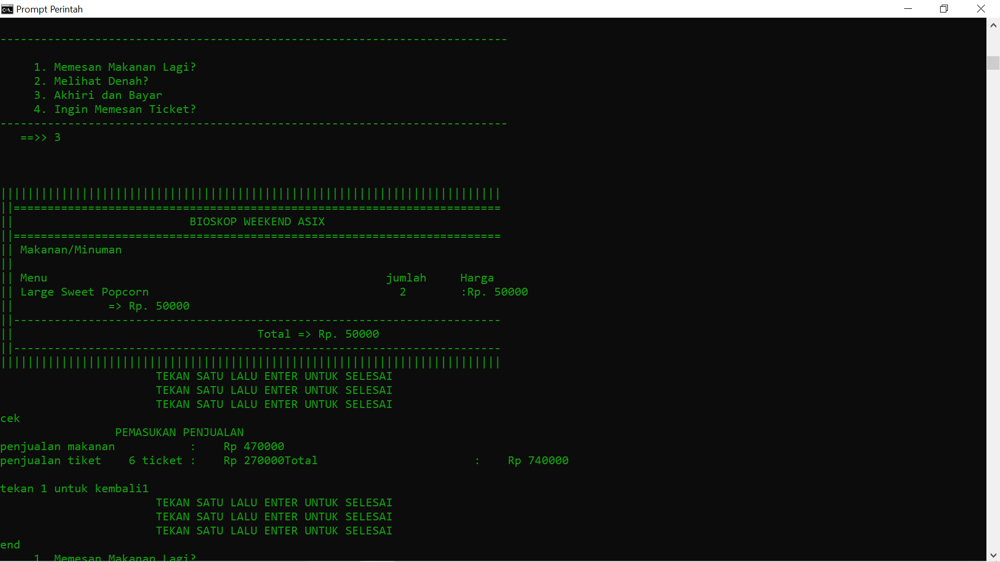 Prompt Perintah
---------------------------------------------------------------------------
1. Memesan Makanan Lagi?
2. Melihat Denah?
3. Akhiri dan Bayar
4. Ingin Memesan Ticket?
---------------------------------------------------------------------------
==>> 3
||||||||||||||||||||||||||||||||||||||||||||||||||||||||||||||||||||||||||
||========================================================================
|| BIOSKOP WEEKEND ASIX
||========================================================================
|| Makanan/Minuman
||
|| Menu jumlah Harga
|| Large Sweet Popcorn 2 :Rp. 50000
|| => Rp. 50000
||------------------------------------------------------------------------
|| Total => Rp. 50000
||------------------------------------------------------------------------
||||||||||||||||||||||||||||||||||||||||||||||||||||||||||||||||||||||||||
TEKAN SATU LALU ENTER UNTUK SELESAI
TEKAN SATU LALU ENTER UNTUK SELESAI
TEKAN SATU LALU ENTER UNTUK SELESAI
cek
PEMASUKAN PENJUALAN
penjualan makanan : Rp 470000
penjualan tiket 6 ticket : Rp 270000Total : Rp 740000
tekan 1 untuk kembali1
TEKAN SATU LALU ENTER UNTUK SELESAI
TEKAN SATU LALU ENTER UNTUK SELESAI
TEKAN SATU LALU ENTER UNTUK SELESAI
end
1. Memesan Makanan Lagi?